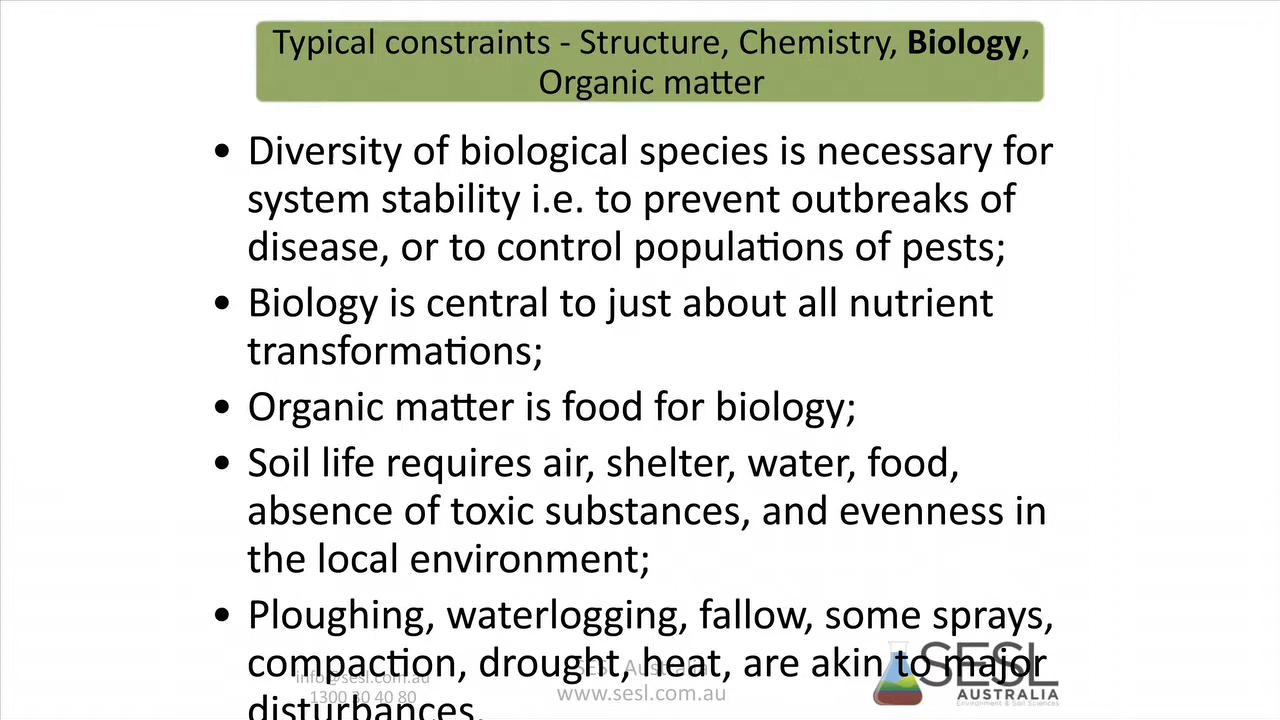 Typical constraints - Structure, Chemistry, Biology,
Organic matter
• Diversity of biological species is necessary for
system stability i.e. to prevent outbreaks of
disease, or to control populations of pests;
• Biology is central to just about all nutrient
transformations;
• Organic matter is food for biology;
• Soil life requires air, shelter, water, food,
absence of toxic substances, and evenness in
the local environment;
• Ploughing, waterlogging, fallow, some sprays,
compaction, drought, heat, are akin to major
disturbances.
info@sesl.com.au
SESL Australia
www.sesl.com.au
SESL
AUSTRALIA
Environment & Soil Sciences